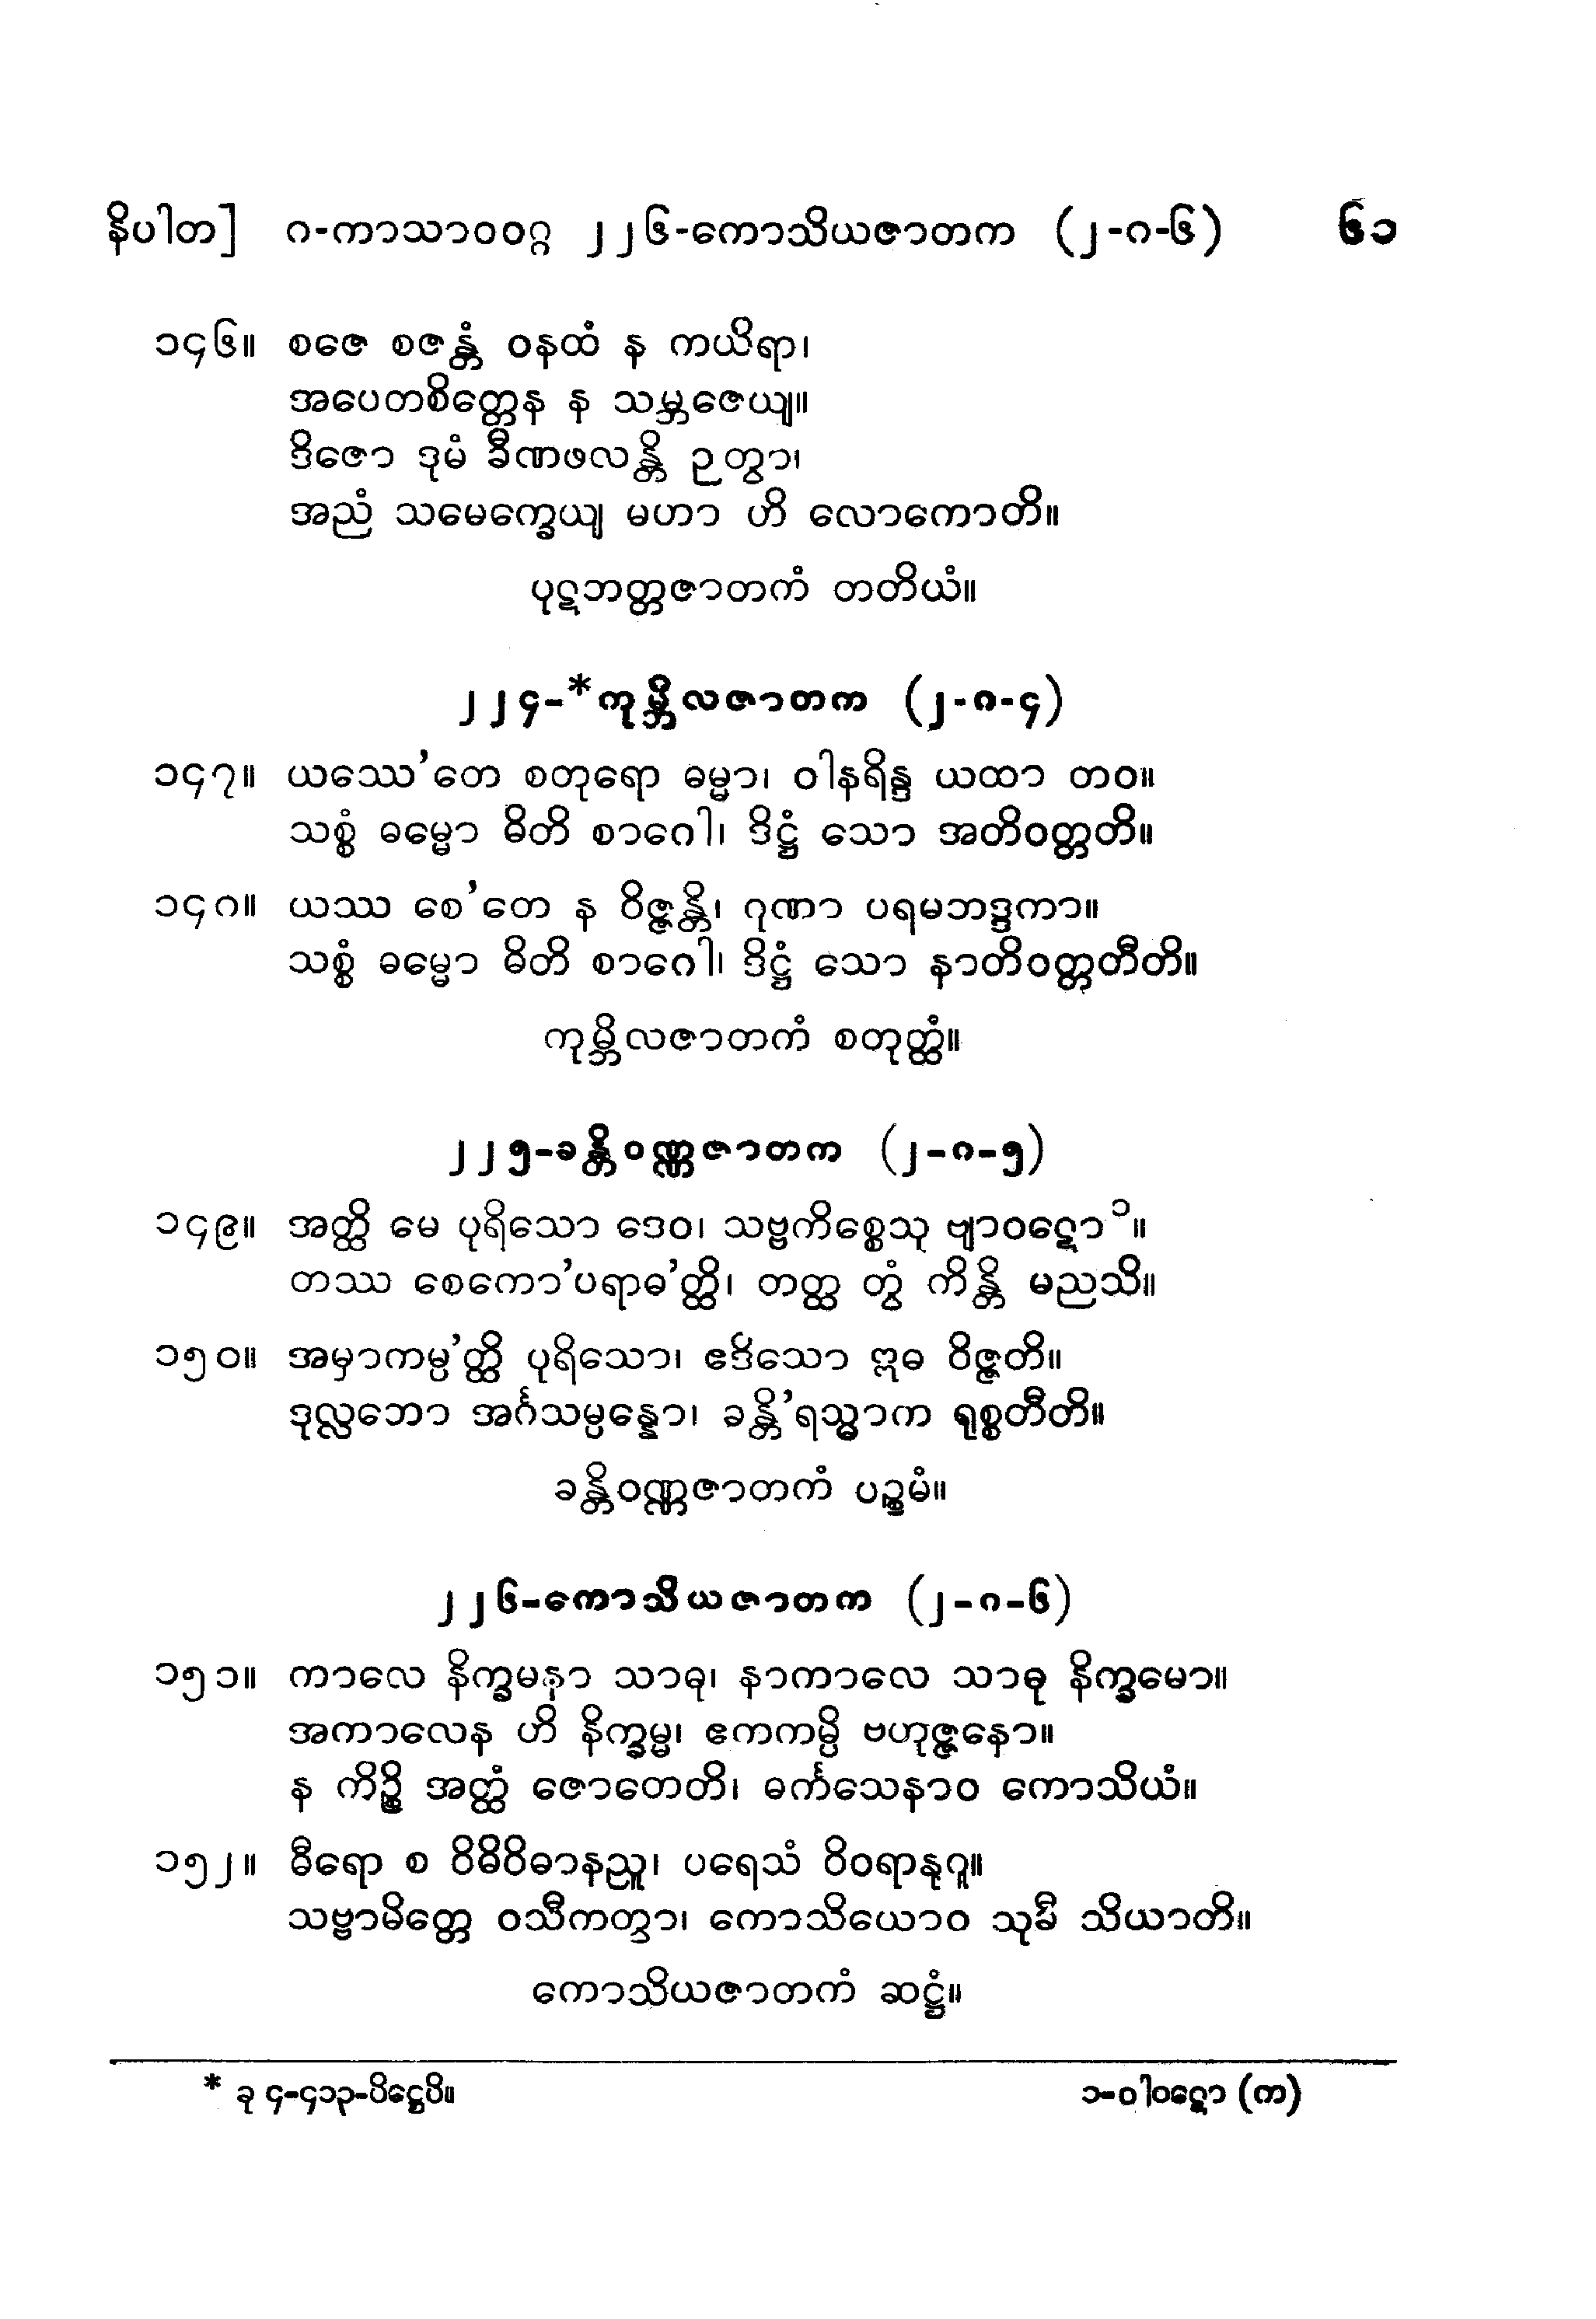 နိပါတ] ဂ-ကာသာဝဝဂ္ဂ ၂၂၆-ကောသိယဇာတက (၂-ဂ-၆) ၆၁
၁၄၆။ စဇေ စဇန္တံ ဝနထံ န ကယိရာ၊
အပေတစိတ္တေန န သမ္ဘဇေယျ။
ဒိဇော ဒုမံ ခီဏဖလန္တိ ဉတွာ၊
အညံ သမေက္ခေယျ မဟာ ဟိ လောကောတိ။
ပုဋဘတ္တဇာတကံ တတိယံ။
၂၂၄-*ကုမ္ဘီလဇာတက (၂-ဂ-၄)
၁၄၇။ ယဿေ’တေ စတုရော ဓမ္မာ၊ ဝါနရိန္ဒ ယထာ တဝ။
သစ္စံ ဓမ္မော ဓိတိ စာဂေါ၊ ဒိဋ္ဌံ သော အတိဝတ္တတိ။
၁၄၈။ ယဿ စေ’တေ န ဝိဇ္ဇန္တိ၊ ဂုဏာ ပရမဘဒ္ဒကာ။
သစ္စံ ဓမ္မော ဓိတိ စာဂေါ၊ ဒိဋ္ဌံ သော နာတိဝတ္တတီတိ။
ကုမ္ဘိလဇာတကံ စတုတ္ထံ။
၂၂၅-ခန္တိဝဏ္ဏဇာတက (၂-ဂ-၅)
၁၄၉။ အတ္ထိ မေ ပုရိသော ဒေဝ၊ သဗ္ဗကိစ္စေသု ဗျာဝဋော ၁။
တဿ စေကော’ပရာဓ’တ္ထိ၊ တတ္ထ တွံ ကိန္တိ မညသိ။
၁၅၀။ အမှာကမ္ပ’တ္ထိ ပုရိသော၊ ဧဒိသော ဣဓ ဝိဇ္ဇတိ။
ဒုလ္လဘော အင်္ဂသမ္ပန္နော၊ ခန္တိ’ရသ္မာက ရုစ္စတီတိ။
ခန္တိဝဏ္ဏဇာတကံ ပဉ္စမံ။
၂၂၆-ကောသိယဇာတက (၂-ဂ-၆)
၁၅၁။ ကာလေ နိက္ခမနာ သာဓု၊ နာကာလေ သာဓု နိက္ခမော။
အကာလေန ဟိ နိက္ခမ္မ၊ ဧကကမ္ပိ ဗဟုဇ္ဇနော။
န ကိဉ္စိ အတ္ထံ ဇောတေတိ၊ ဓင်္ကသေနာဝ ကောသိယံ။
၁၅၂။ ဓီရော စ ဝိဓိဝိဓာနညူ၊ ပရေသံ ဝိဝရာနုဂူ။
သဗ္ဗာမိတ္တေ ဝသီကတွာ၊ ကောသိယောဝ သုခီ သိယာတိ။
ကောသိယဇာတကံ ဆဋ္ဌံ။
* ခု ၄-၄၁၃-ပိဋ္ဌေပိ။ ၁-ဝါဝဋော (က)